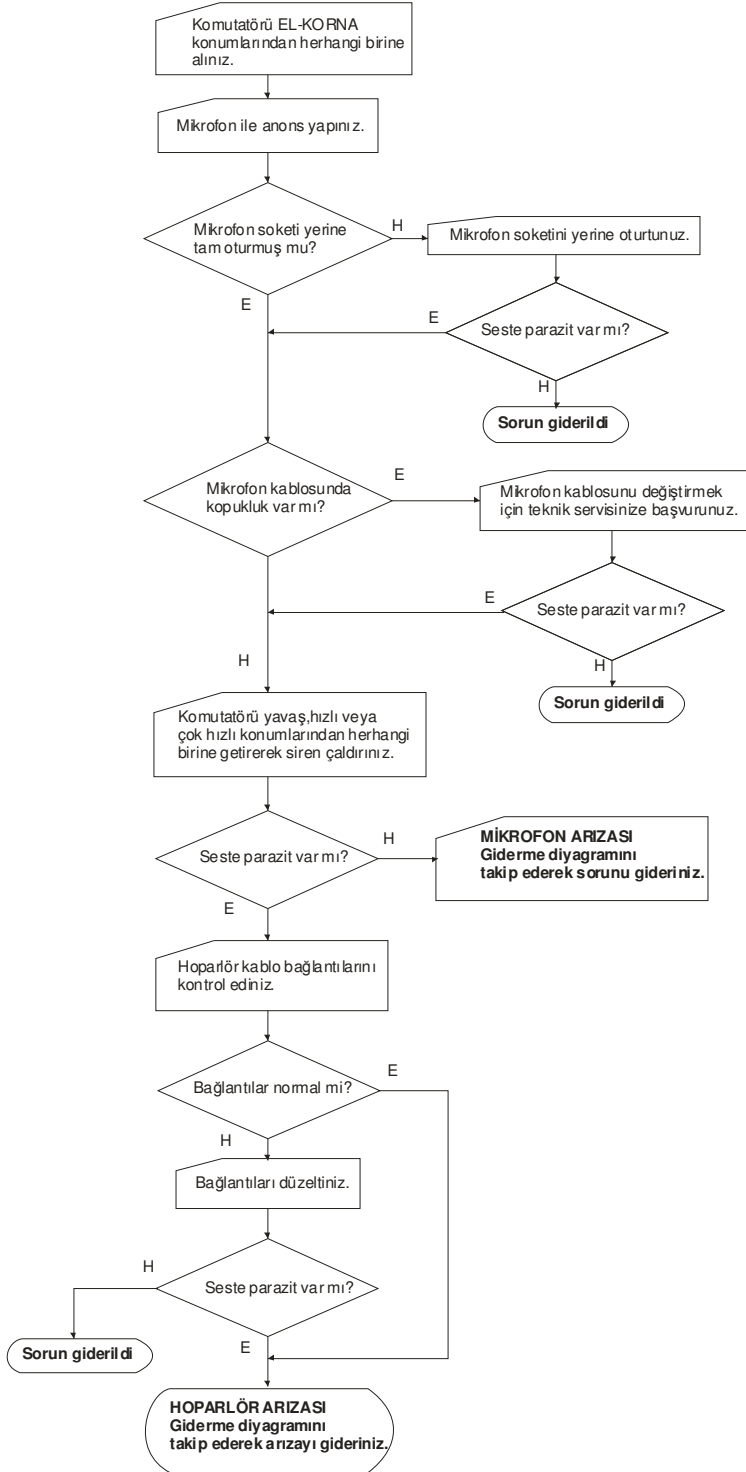 Komutatörü EL-KORNA
konumlarından herhangi birine
alınız.
Mikrofon ile anons yapınız.
Mikrofon soketi yerine
tam oturmuş mu?
H
Mikrofon soketini yerine oturtunuz.
E
E
Seste parazit var mı?
H
Sorun giderildi
Mikrofon kablosunda
kopukluk var mı?
E
Mikrofon kablosunu değiştirmek
için teknik servisinize başvurunuz.
E
Seste parazit var mı?
H
H
Sorun giderildi
Komutatörü yavaş,hızlı veya
çok hızlı konumlarından herhangi
birine getirerek siren çaldırınız.
Seste parazit var mı?
H
MİKROFON ARIZASI
Giderme diyagramını
takip ederek sorunu gideriniz.
E
Hoparlör kablo bağlantılarını
kontrol ediniz.
Bağlantılar normal mi?
E
H
Bağlantıları düzeltiniz.
H
Seste parazit var mı?
Sorun giderildi
E
HOPARLÖR ARIZASI
Giderme diyagramını
takip ederek arızayı gideriniz.